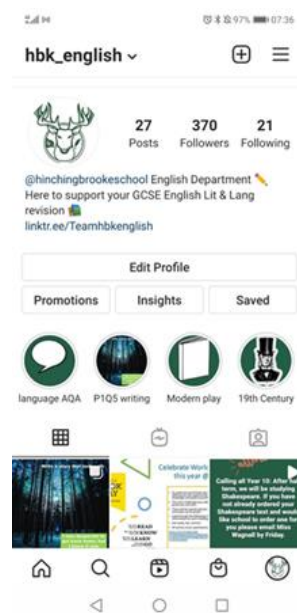 97% 07:36
hbk_english
27 370 21
Posts Followers Following
@hinchingbrookeschool English Department
Here to support your GCSE English Lit & Lang
revision
linktr.ee/Teamhbkenglish
Edit Profile
Promotions Insights Saved
language AQA P1Q5 writing Modern play 19th Century
Celebrate Work
this year @
READ
KNOW
LEARN
Calling all Year 10: After half
term, we will be studying
Shakespeare. If you have
not already ordered your
Shakespeare text and would
like school to order one for
you please email Miss
Wagnall by Friday.